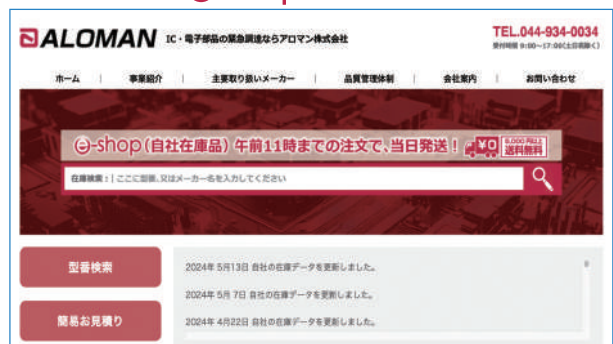 ALOMAN IC・電子部品の緊急調達ならアロマン株式会社
TEL.044-934-0034
受付時間 9:00~17:00(土日祝除く)
ホーム | 事業紹介 | 主要取り扱いメーカー | 品質管理体制 | 会社案内 | お問い合わせ
e-shop(自社在庫品) 午前11時までの注文で、当日発送! ¥0 送料無料
在庫検索: ここに型番、又はメーカー名を入力してください
型番検索
簡易お見積り
2024年 5月13日 自社の在庫データを更新しました。
2024年 5月 7日 自社の在庫データを更新しました。
2024年 4月22日 自社の在庫データを更新しました。